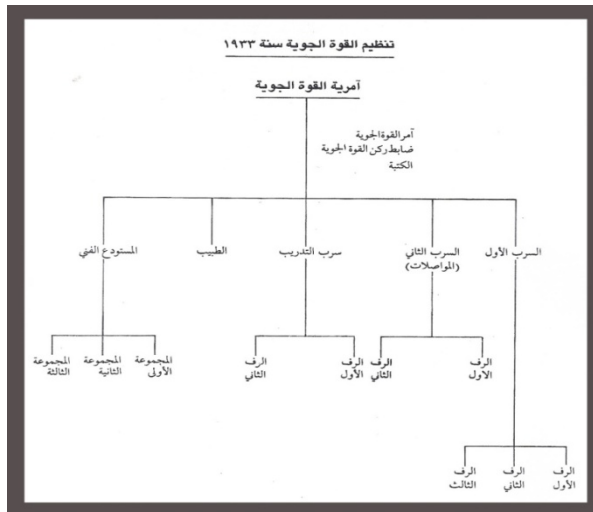 تنظيم القوة الجوية سنة ١٩٣٣
آمرية القوة الجوية
آمر القوة الجوية
ضابط ركن القوة الجوية
الكتبة
السرب الأول
السرب الثاني
(المواصلات)
سرب التدريب
الطبيب
المستودع الفني
الرف
الأول
الرف
الثاني
الرف
الأول
الرف
الثاني
المجموعة
الأولى
المجموعة
الثانية
المجموعة
الثالثة
الرف
الأول
الرف
الثاني
الرف
الثالث